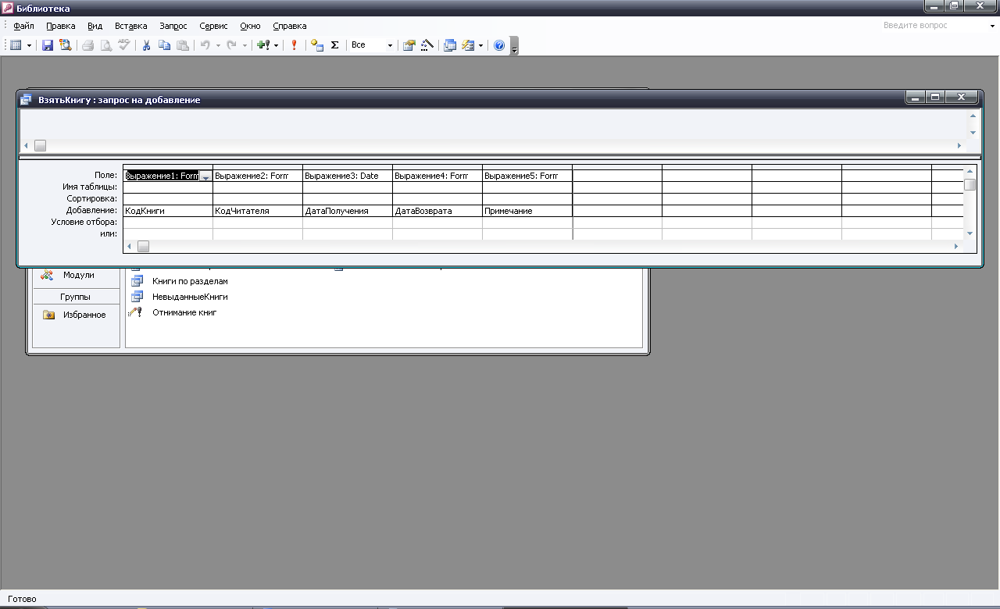 Библиотека
Файл Правка Вид Вставка Запрос Сервис Окно Справка Введите вопрос
Все
ВзятьКнигу : запрос на добавление
Поле: Выражение1: Form Выражение2: Form Выражение3: Date Выражение4: Form Выражение5: Form
Имя таблицы:
Сортировка:
Добавление: КодКниги КодЧитателя ДатаПолучения ДатаВозврата Примечание
Условие отбора:
или:
Модули
Книги по разделам
Группы
НевыданныеКниги
Избранное
Отнимание книг
Готово